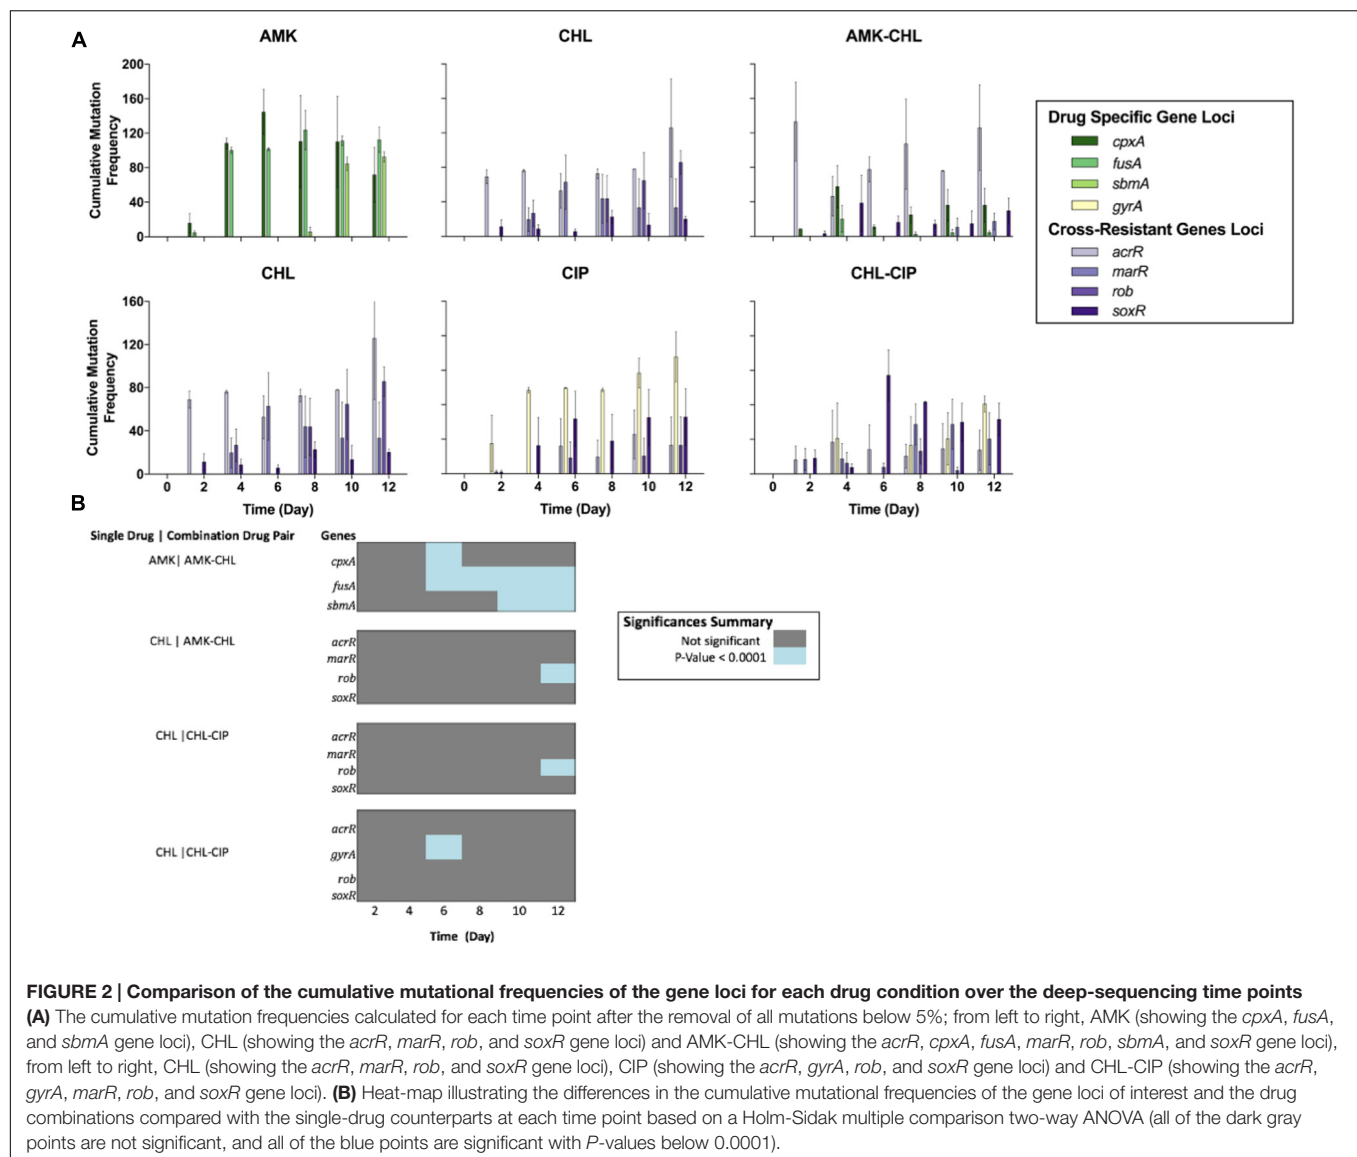 A
AMK
CHL
AMK-CHL
Cumulative Mutation
Frequency
200
160
120
80
40
0
Drug Specific Gene Loci
cpxA
fusA
sbmA
gyrA
Cross-Resistant Genes Loci
acrR
marR
rob
soxR
CHL
CIP
CHL-CIP
Cumulative Mutation
Frequency
160
120
80
40
0
0 2 4 6 8 10 12
0 2 4 6 8 10 12
0 2 4 6 8 10 12
Time (Day)
Time (Day)
Time (Day)
B
Single Drug | Combination Drug Pair
Genes
AMK| AMK-CHL
cpxA
fusA
sbmA
CHL | AMK-CHL
acrR
marR
rob
soxR
CHL |CHL-CIP
acrR
marR
rob
soxR
CHL |CHL-CIP
acrR
gyrA
rob
soxR
2 4 6 8 10 12
Time (Day)
Significances Summary
Not significant
P-Value < 0.0001
FIGURE 2 | Comparison of the cumulative mutational frequencies of the gene loci for each drug condition over the deep-sequencing time points
(A) The cumulative mutation frequencies calculated for each time point after the removal of all mutations below 5%; from left to right, AMK (showing the cpxA, fusA,
and sbmA gene loci), CHL (showing the acrR, marR, rob, and soxR gene loci) and AMK-CHL (showing the acrR, cpxA, fusA, marR, rob, sbmA, and soxR gene loci),
from left to right, CHL (showing the acrR, marR, rob, and soxR gene loci), CIP (showing the acrR, gyrA, rob, and soxR gene loci) and CHL-CIP (showing the acrR,
gyrA, marR, rob, and soxR gene loci). (B) Heat-map illustrating the differences in the cumulative mutational frequencies of the gene loci of interest and the drug
combinations compared with the single-drug counterparts at each time point based on a Holm-Sidak multiple comparison two-way ANOVA (all of the dark gray
points are not significant, and all of the blue points are significant with P-values below 0.0001).